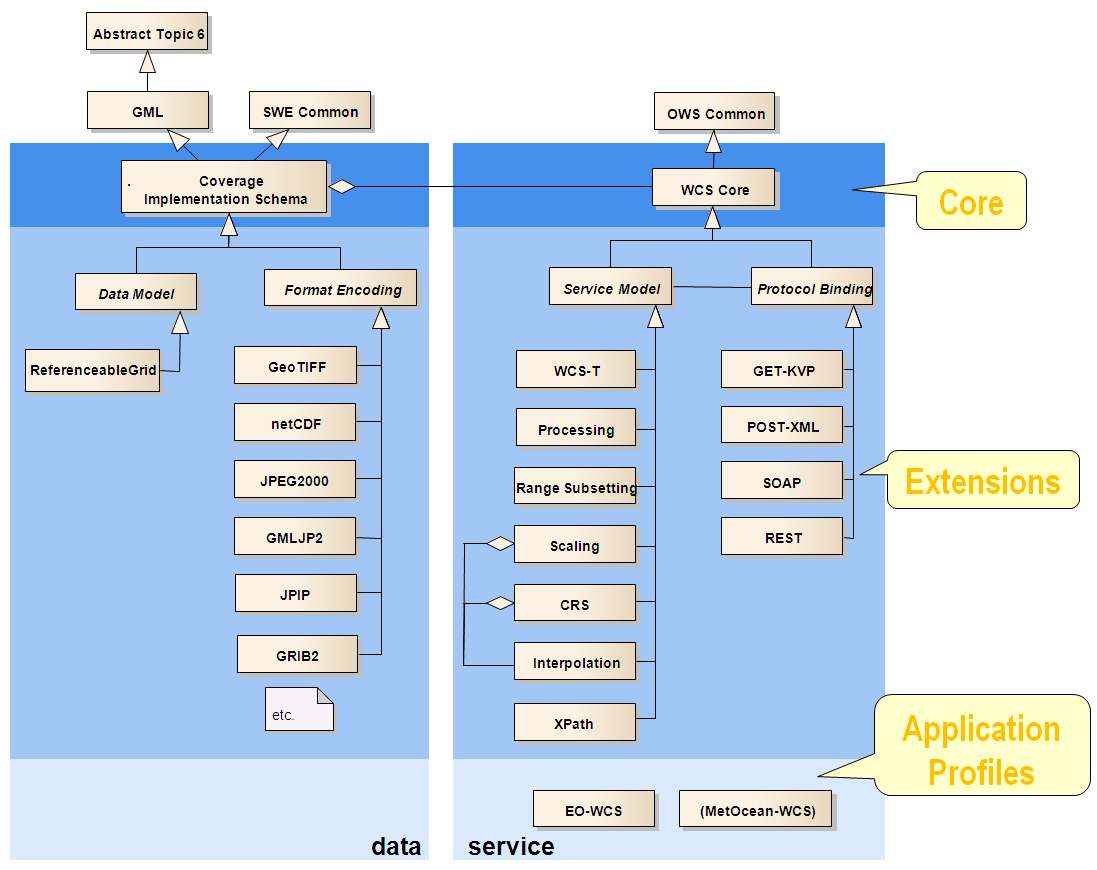 Abstract Topic 6
GML
SWE Common
OWS Common
Coverage
Implementation Schema
WCS Core
Core
Data Model
Format Encoding
Service Model
Protocol Binding
ReferenceableGrid
GeoTIFF
netCDF
JPEG2000
GMLJP2
JPIP
GRIB2
etc.
WCS-T
Processing
Range Subsetting
Scaling
CRS
Interpolation
XPath
GET-KVP
POST-XML
SOAP
REST
Extensions
Application
Profiles
EO-WCS
(MetOcean-WCS)
data
service